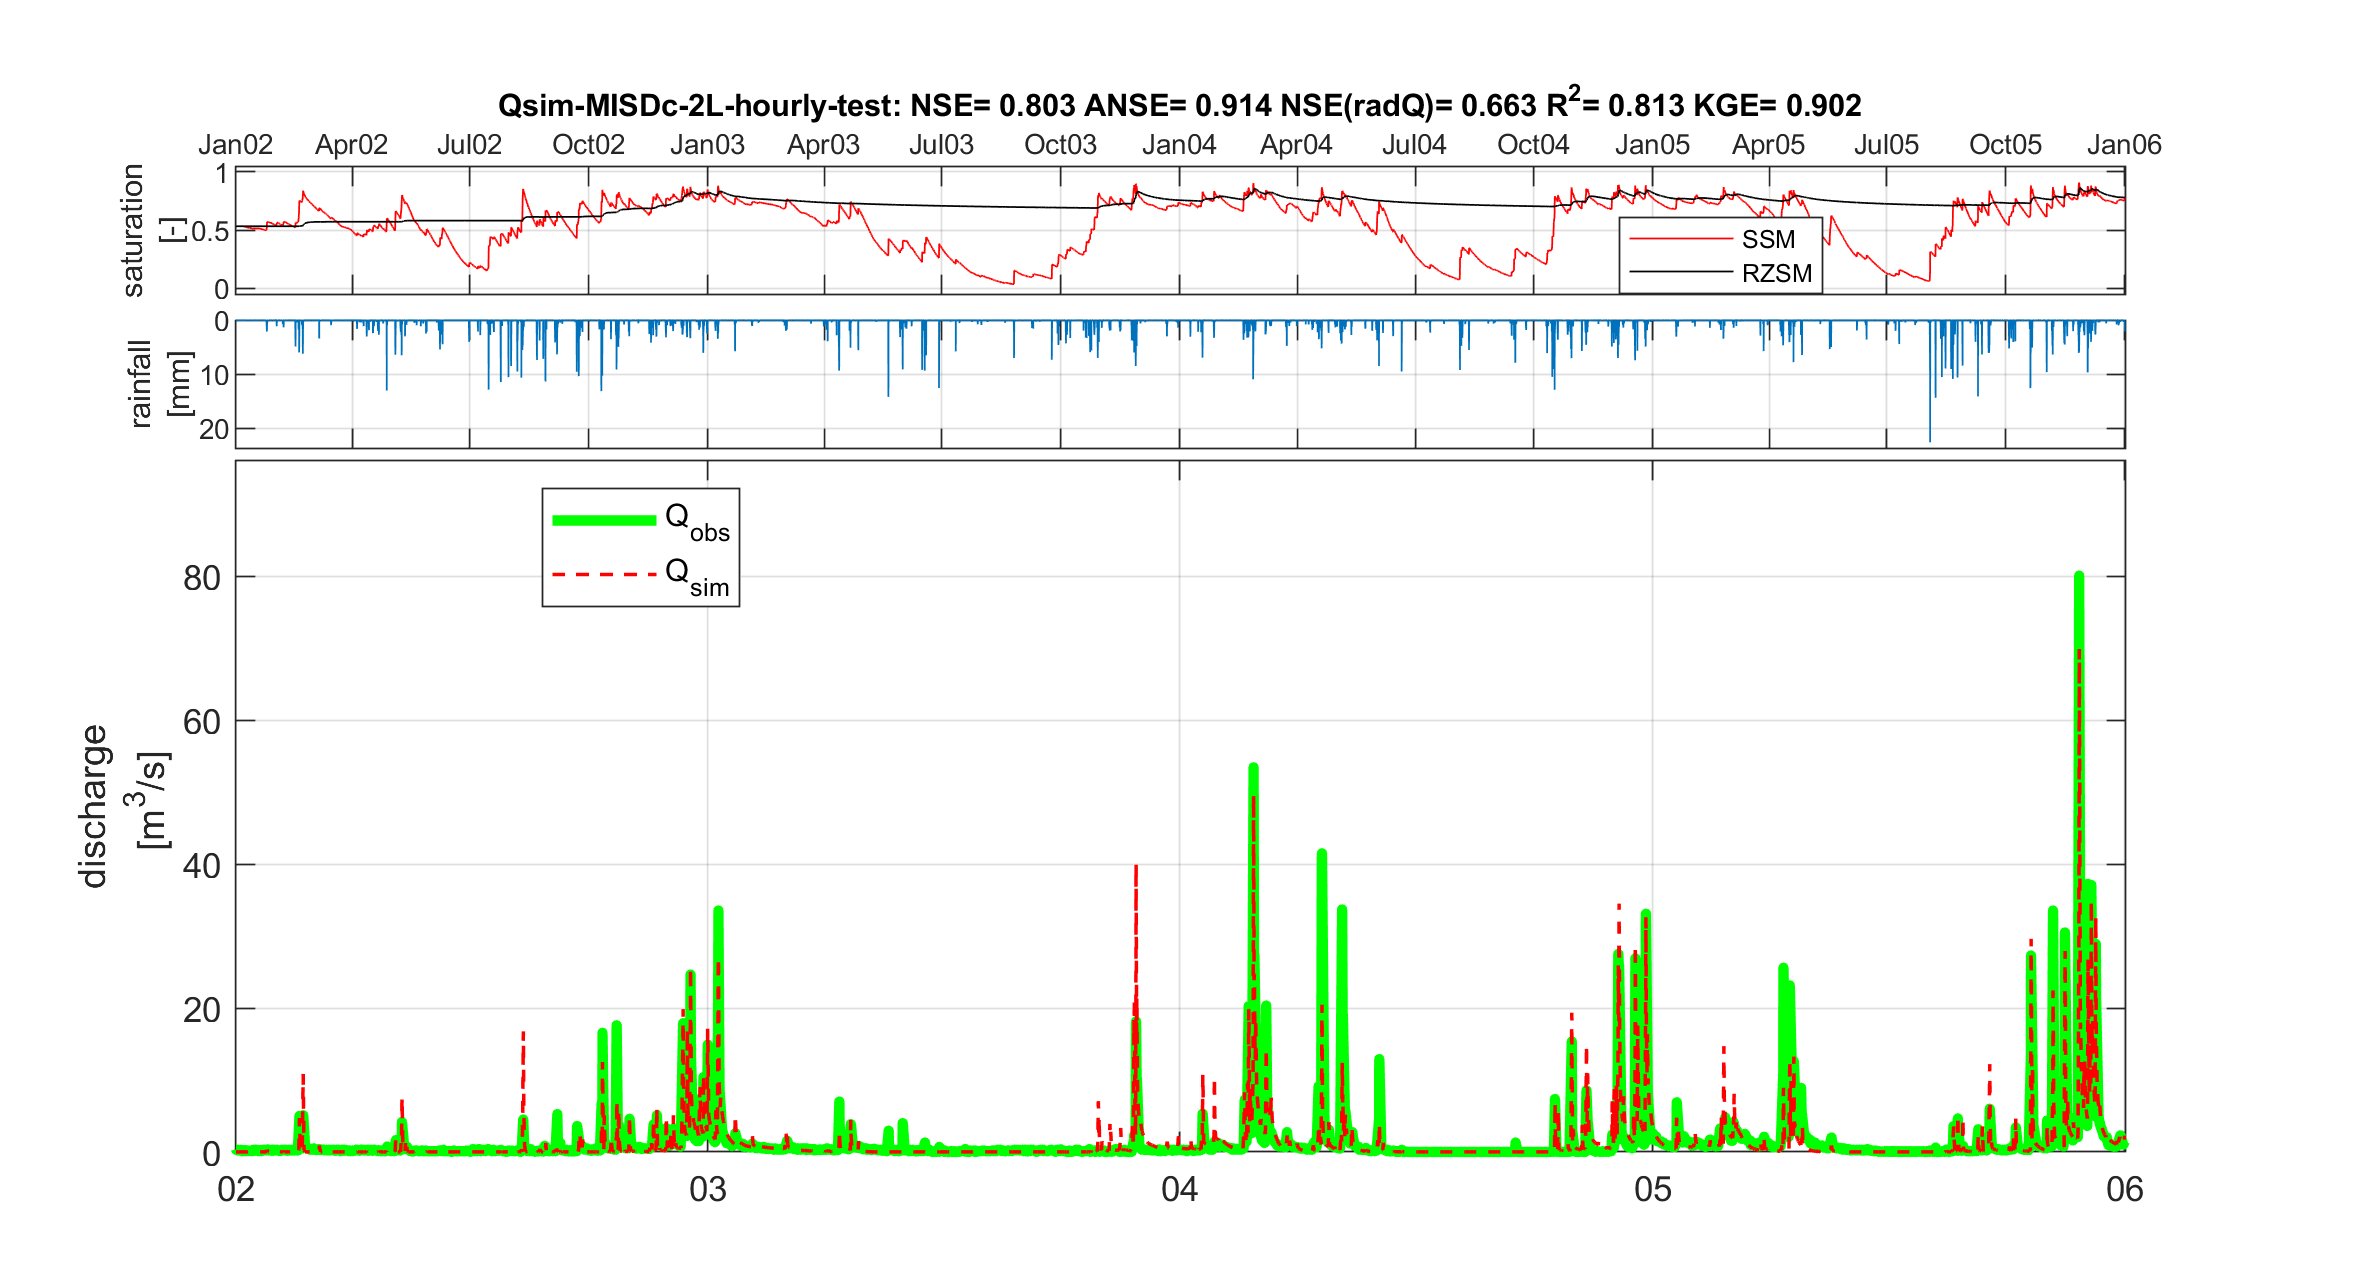 Qsim-MISDc-2L-hourly-test: NSE= 0.803 ANSE= 0.914 NSE(radQ)= 0.663 R²= 0.813 KGE= 0.902
Jan02 Apr02 Jul02 Oct02 Jan03 Apr03 Jul03 Oct03 Jan04 Apr04 Jul04 Oct04 Jan05 Apr05 Jul05 Oct05 Jan06
saturation
[-]
1
0.5
0
SSM
RZSM
rainfall
[mm]
0
10
20
discharge
[m³/s]
80
60
40
20
0
Q_obs
Q_sim
02 03 04 05 06